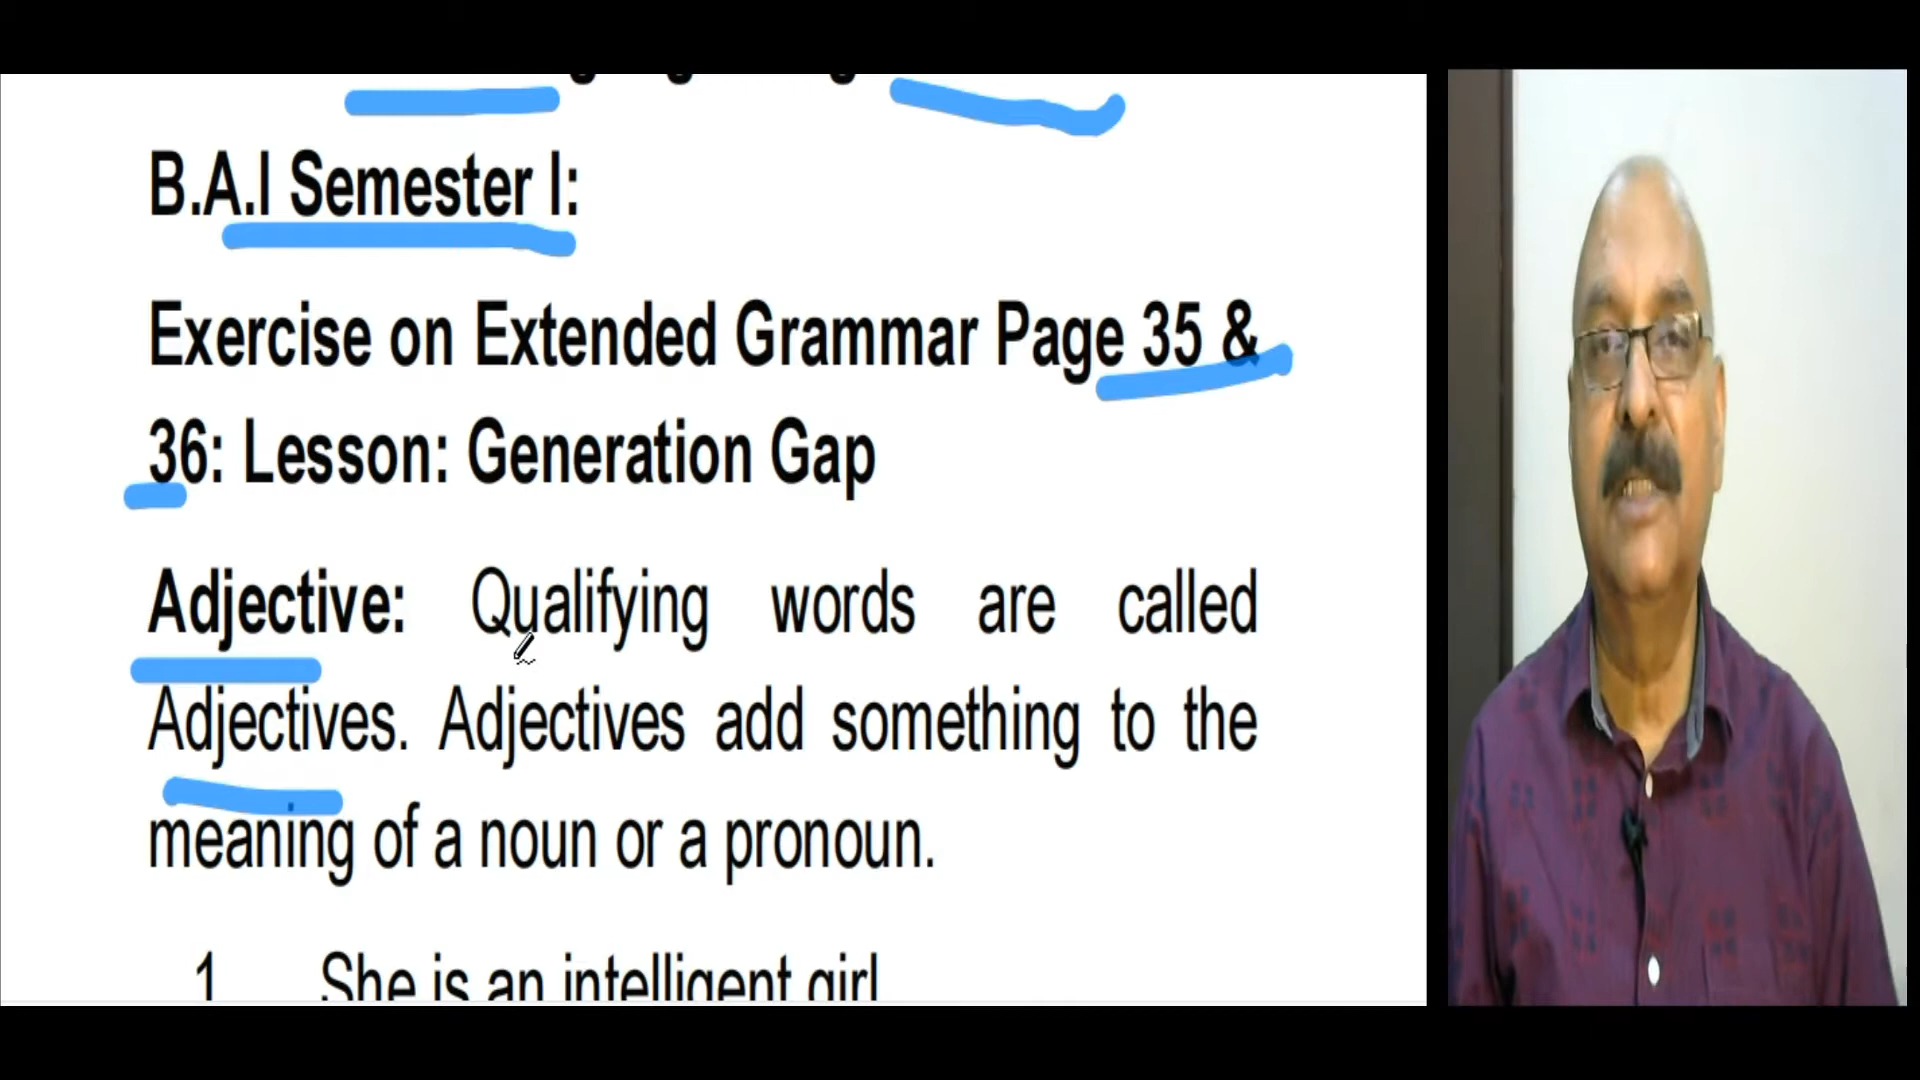 B.A.I Semester I:
Exercise on Extended Grammar Page 35 &
36: Lesson: Generation Gap
Adjective: Qualifying words are called
Adjectives. Adjectives add something to the
meaning of a noun or a pronoun.
1 She is an intelligent girl